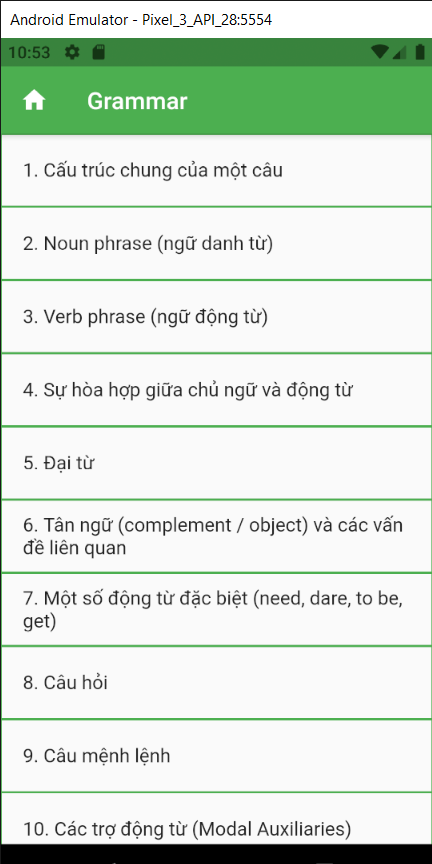 Android Emulator - Pixel_3_API_28:5554
10:53
Grammar
1. Cấu trúc chung của một câu
2. Noun phrase (ngữ danh từ)
3. Verb phrase (ngữ động từ)
4. Sự hòa hợp giữa chủ ngữ và động từ
5. Đại từ
6. Tân ngữ (complement / object) và các vấn
đề liên quan
7. Một số động từ đặc biệt (need, dare, to be,
get)
8. Câu hỏi
9. Câu mệnh lệnh
10. Các trợ động từ (Modal Auxiliaries)